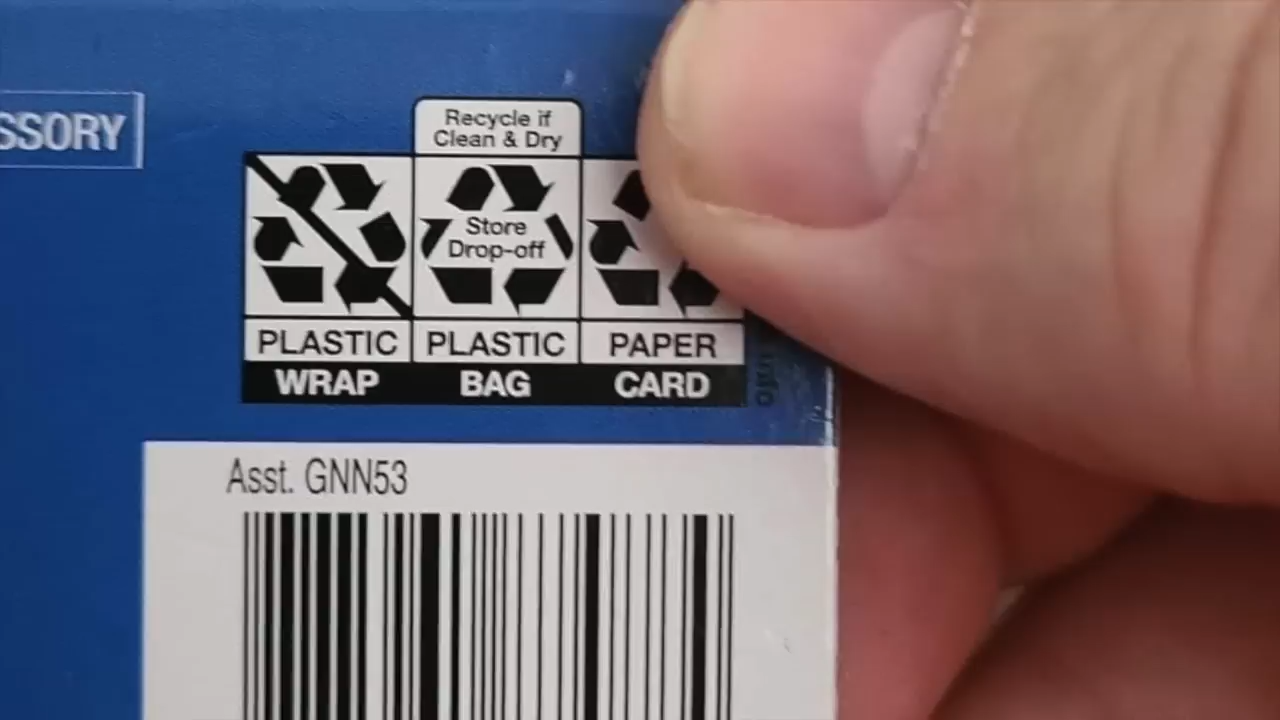 SSORY
Recycle if
Clean & Dry
Store
Drop-off
PLASTIC
PLASTIC
PAPER
WRAP
BAG
CARD
Asst. GNN53